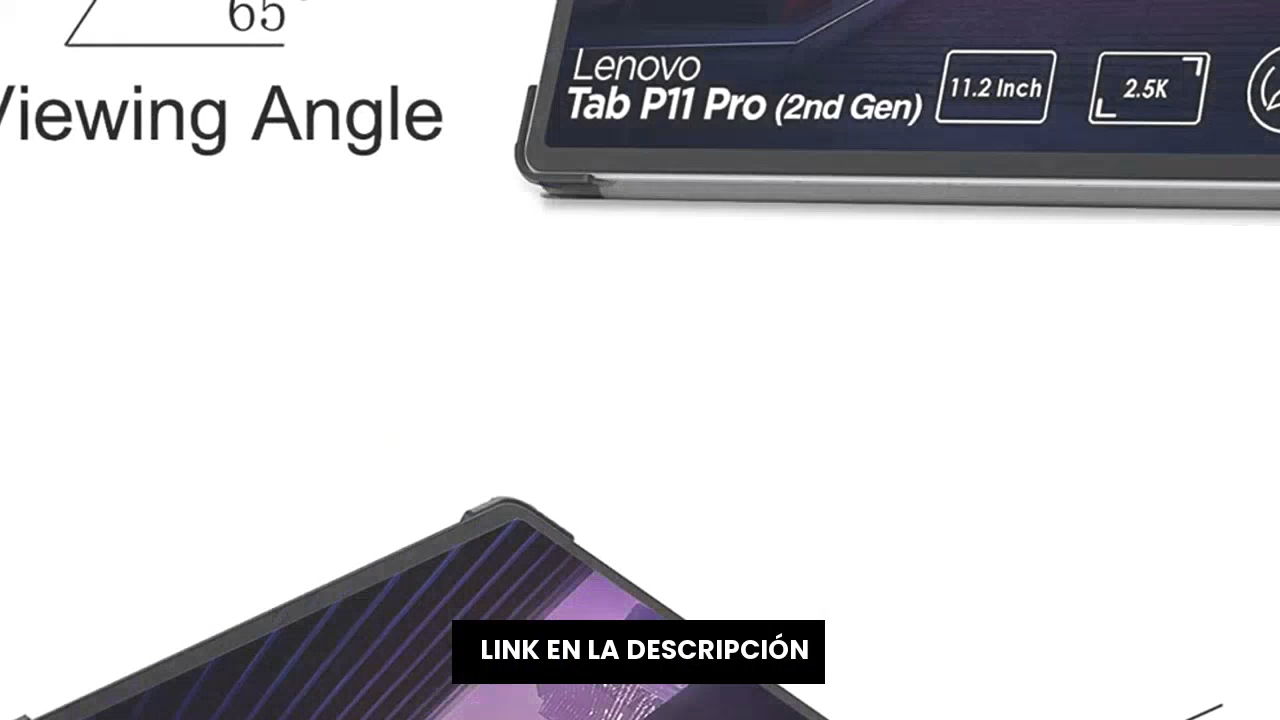 65°
Viewing Angle
Lenovo
Tab P11 Pro (2nd Gen)
11.2 Inch
2.5K
LINK EN LA DESCRIPCIÓN